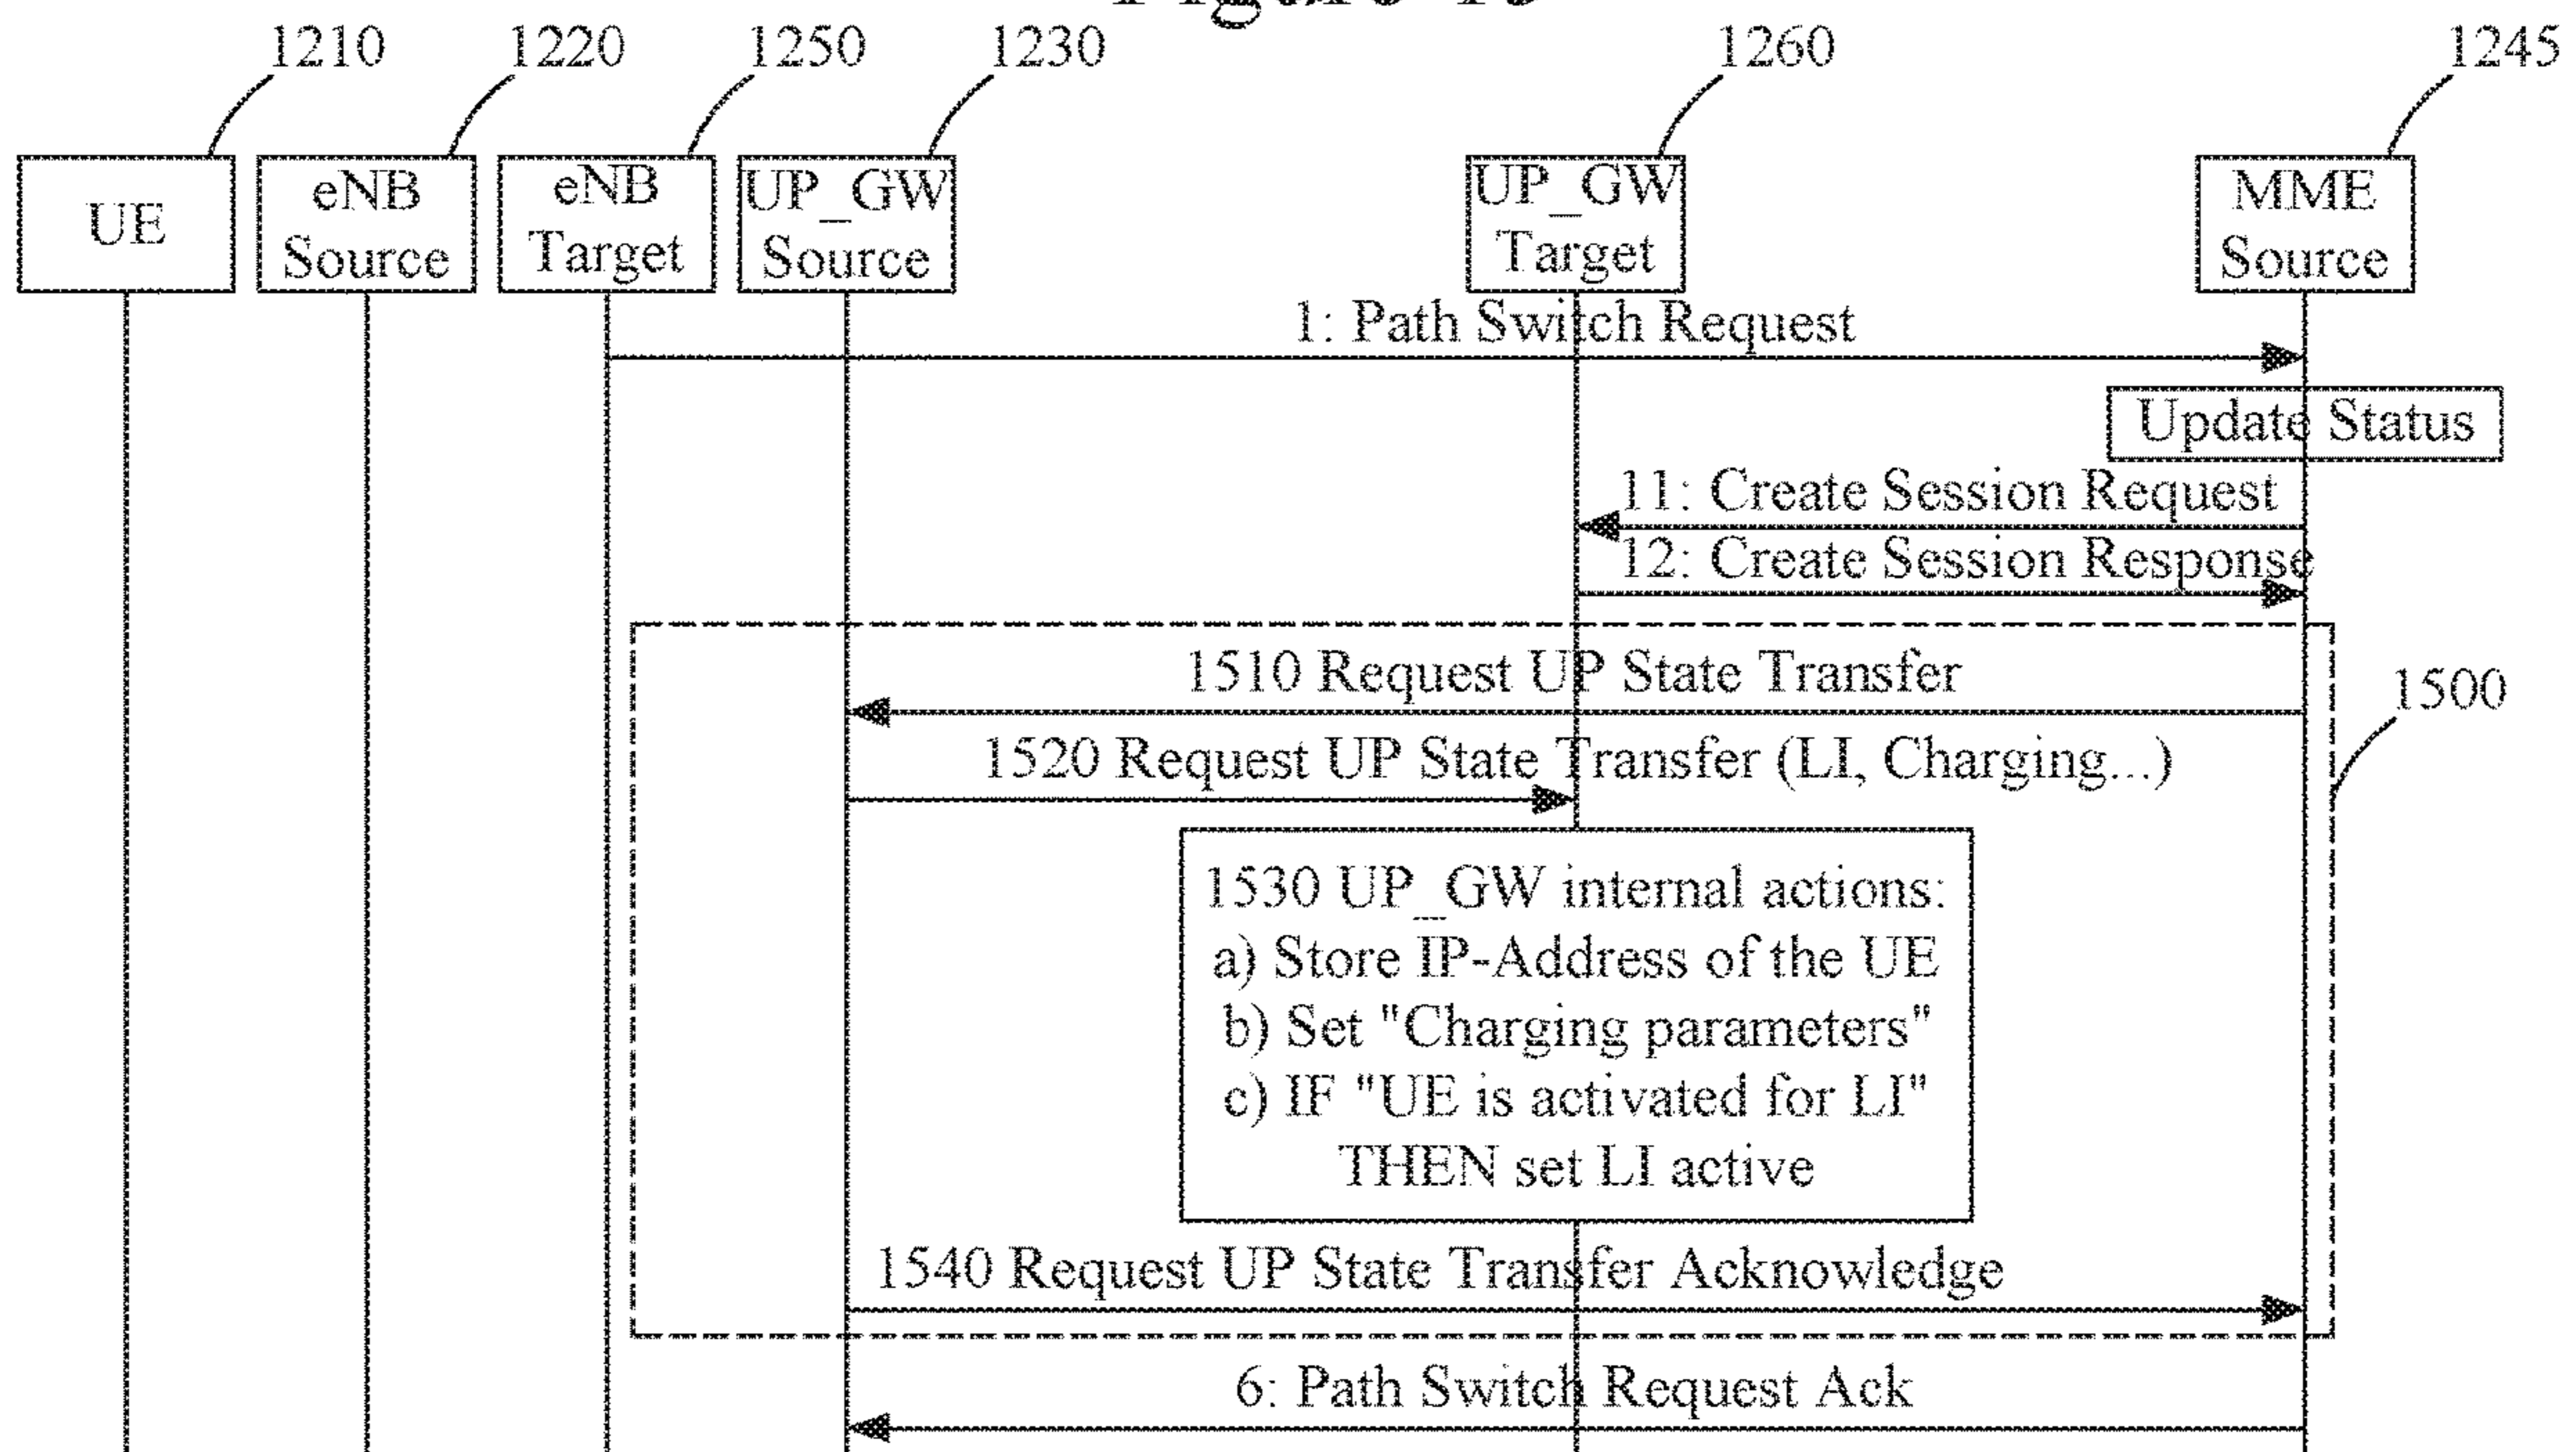 1210
1220
1250
1230
1260
1245
UE
eNB
Source
eNB
Target
UP_GW
Source
UP_GW
Target
MME
Source
1: Path Switch Request
Update Status
11: Create Session Request
12: Create Session Response
1510 Request UP State Transfer
1500
1520 Request UP State Transfer (LI, Charging...)
1530 UP_GW internal actions:
a) Store IP-Address of the UE
b) Set "Charging parameters"
c) IF "UE is activated for LI"
THEN set LI active
1540 Request UP State Transfer Acknowledge
6: Path Switch Request Ack